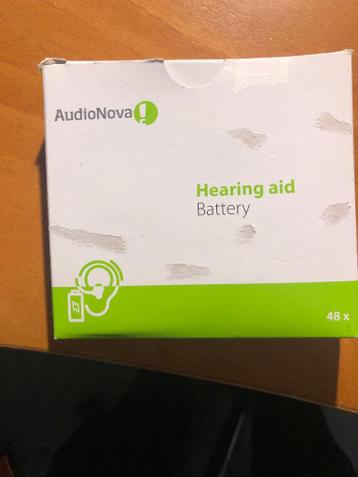 AudioNova
Hearing aid
Battery
48 x